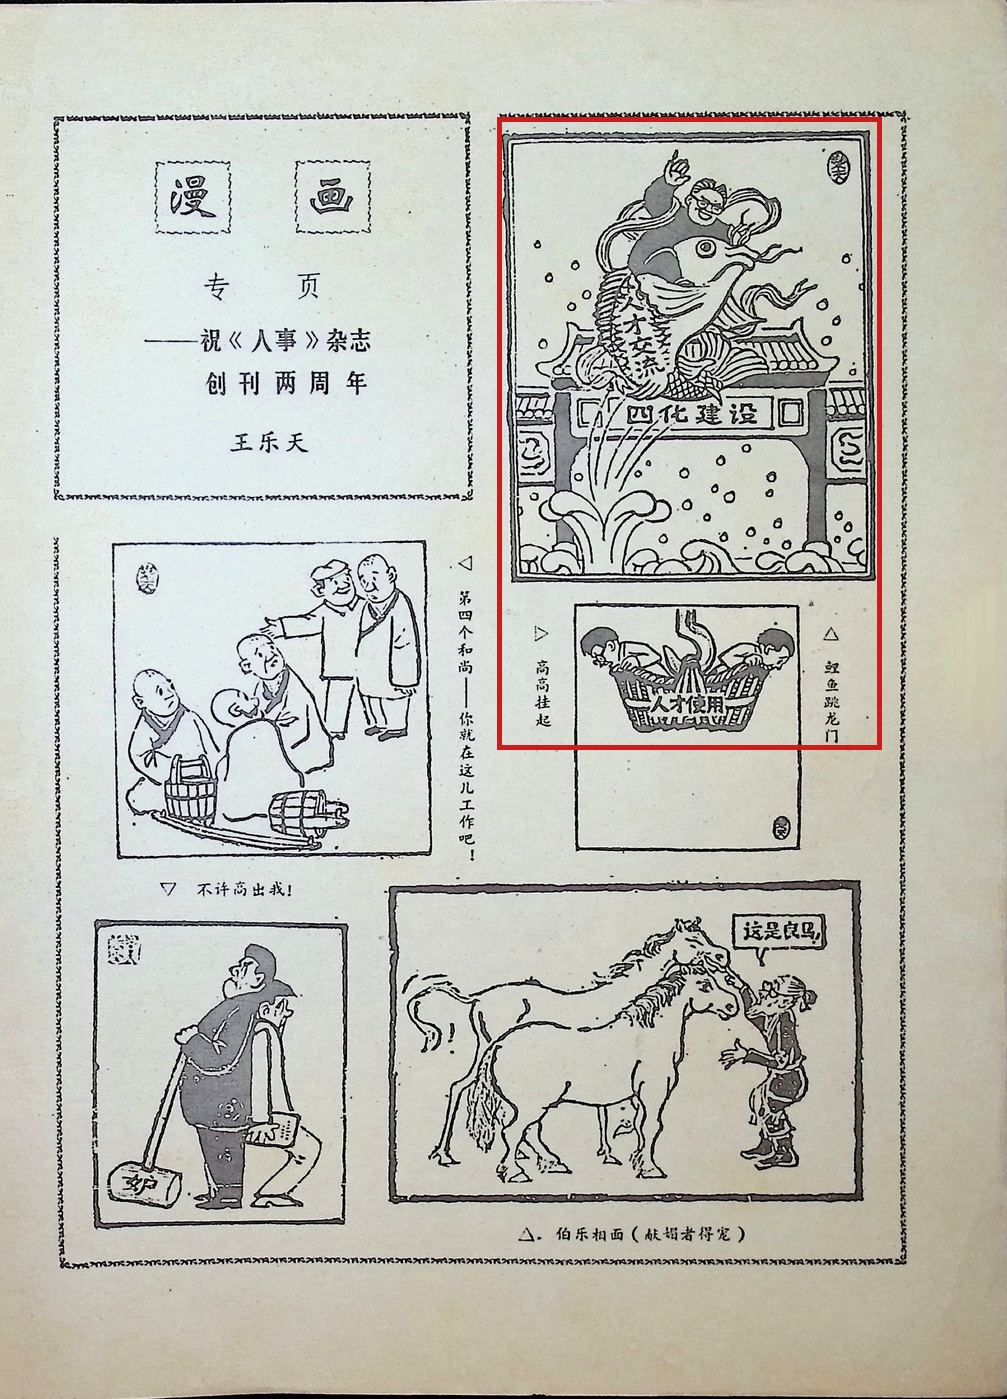 漫 画
专 页
——祝《人事》杂志
创刊两周年
王乐天
人才交流
四化建设
△ 鲤鱼跳龙门
▷ 高高挂起
人才使用
◁ 第四个和尚——你就在这儿工作吧！
▽ 不许高出我！
妒
这是良马，
△. 伯乐相面（献媚者得宠）